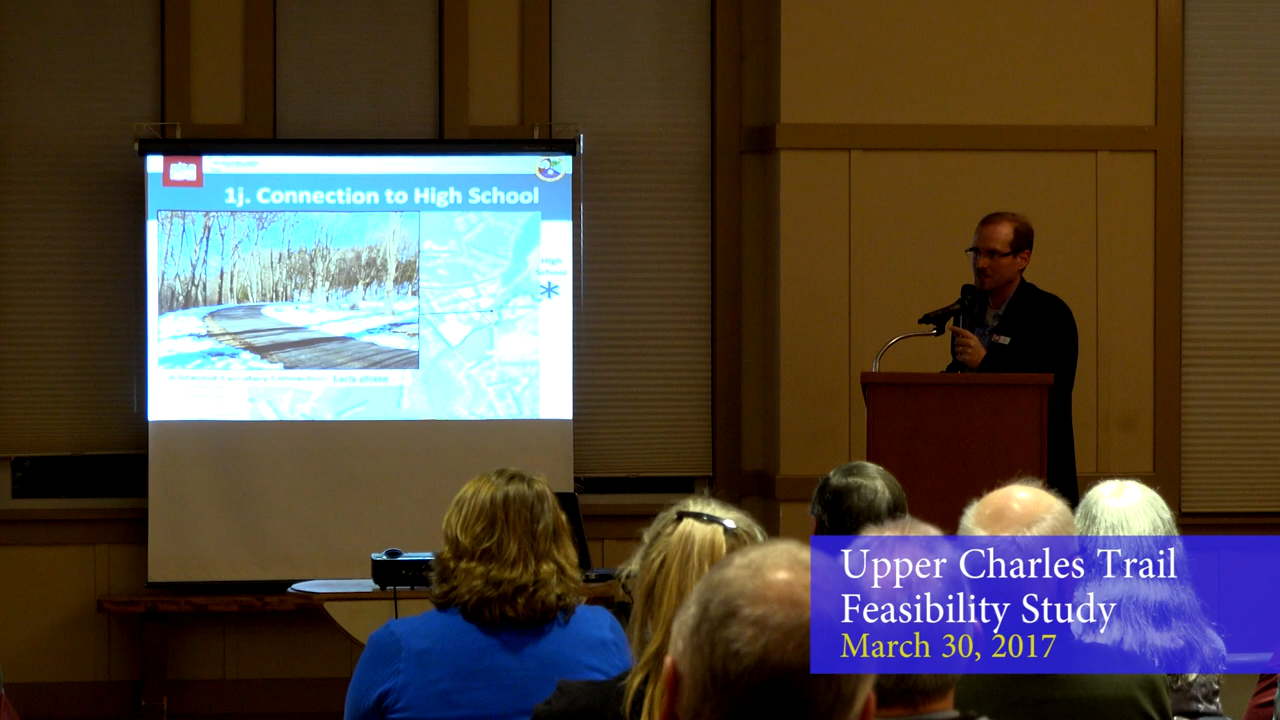 1j. Connection to High School
High
School
*
Upper Charles Trail
Feasibility Study
March 30, 2017